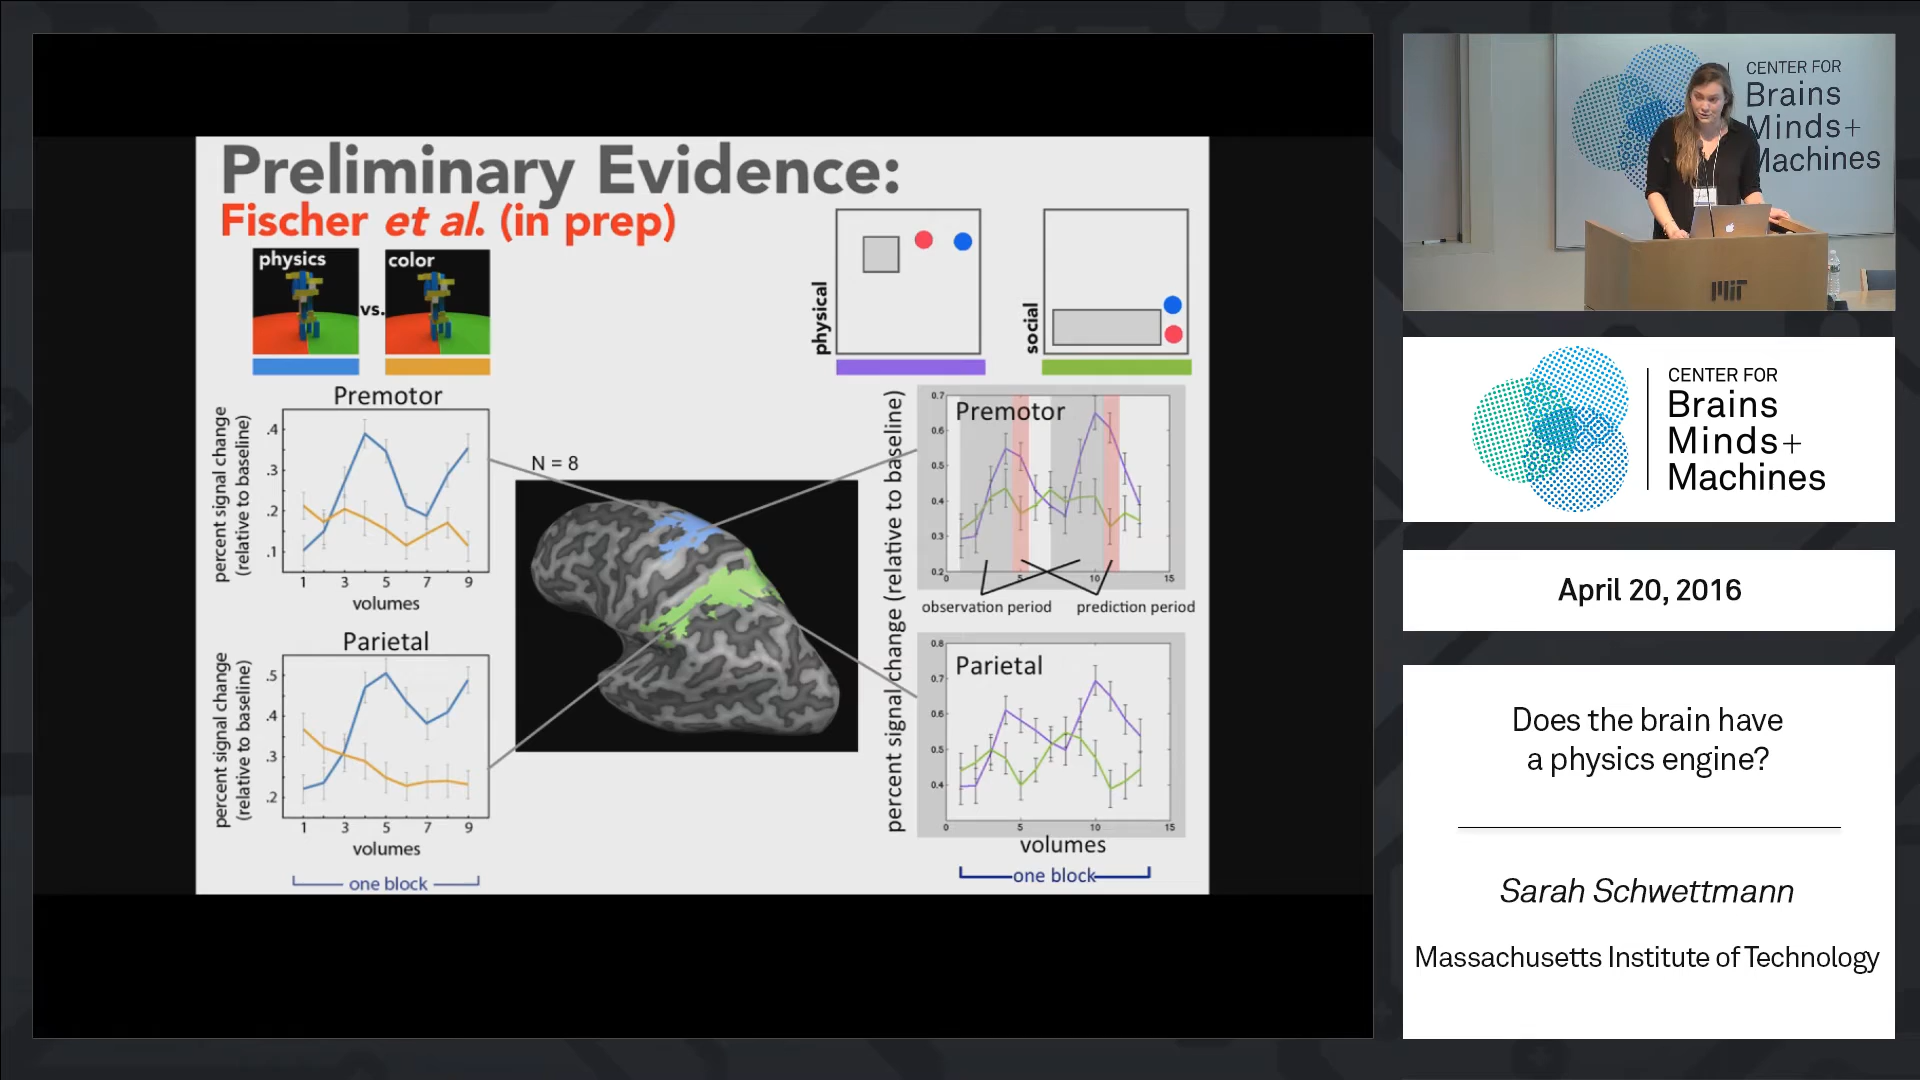 Preliminary Evidence:
Fischer et al. (in prep)
physics
vs.
color
physical
social
Premotor
percent signal change
(relative to baseline)
.4
.3
.2
.1
1 3 5 7 9
volumes
Parietal
percent signal change
(relative to baseline)
.5
.4
.3
.2
1 3 5 7 9
volumes
one block
N = 8
percent signal change (relative to baseline)
Premotor
0.7
0.6
0.5
0.4
0.3
0.2
0 5 10 15
observation period
prediction period
Parietal
0.8
0.7
0.6
0.5
0.4
0 5 10 15
volumes
one block
CENTER FOR
Brains
Minds+
Machines
MIT
CENTER FOR
Brains
Minds+
Machines
April 20, 2016
Does the brain have
a physics engine?
Sarah Schwettmann
Massachusetts Institute of Technology